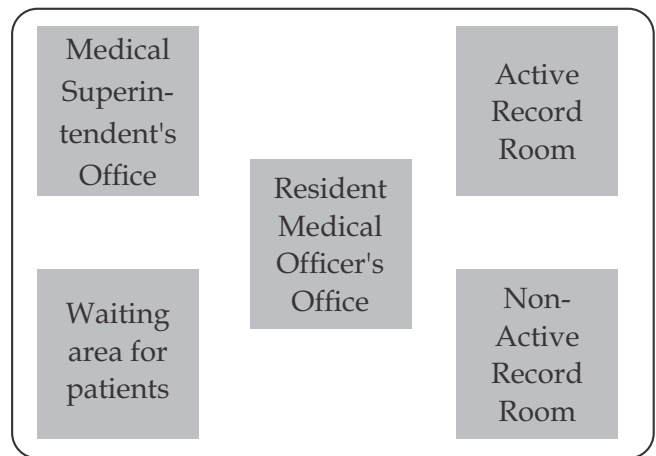 Medical
Superin-
tendent's
Office
Active
Record
Room
Resident
Medical
Officer's
Office
Waiting
area for
patients
Non-
Active
Record
Room